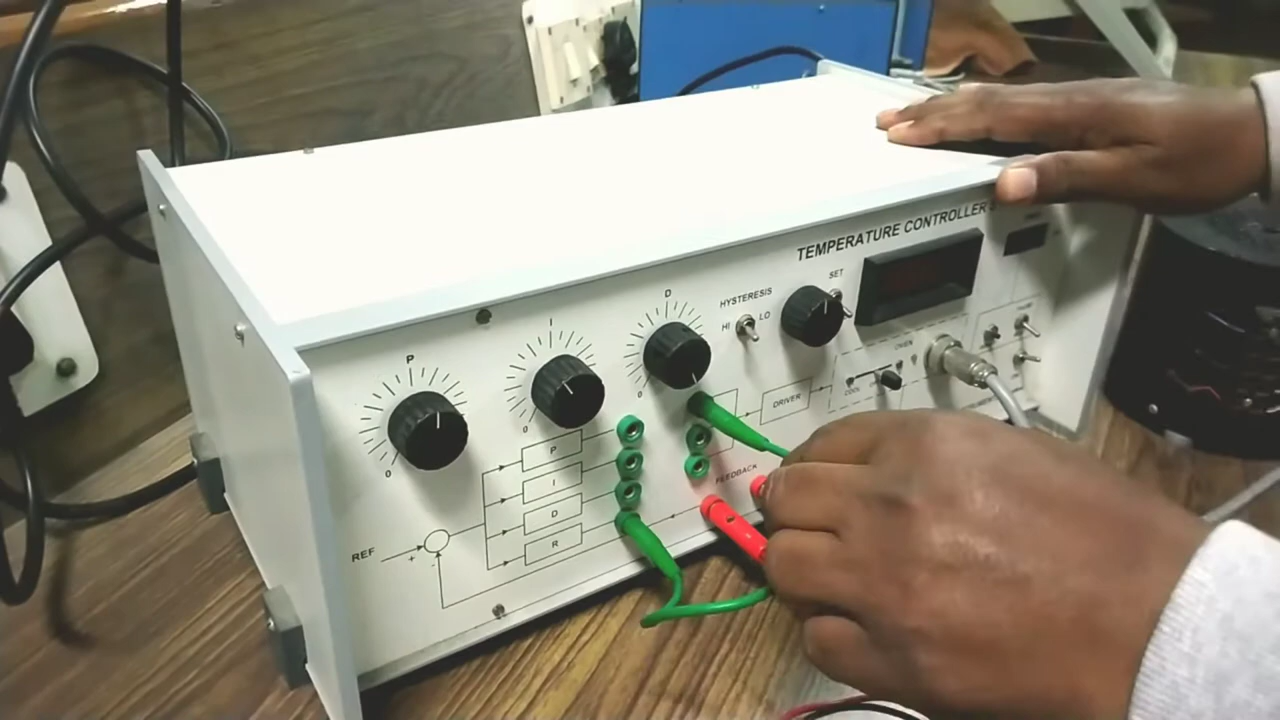 TEMPERATURE CONTROLLER
SET
HYSTERESIS
HI
LO
P
I
D
0
0
0
OVEN
COOL
DRIVER
FEEDBACK
P
I
D
R
REF
+
-